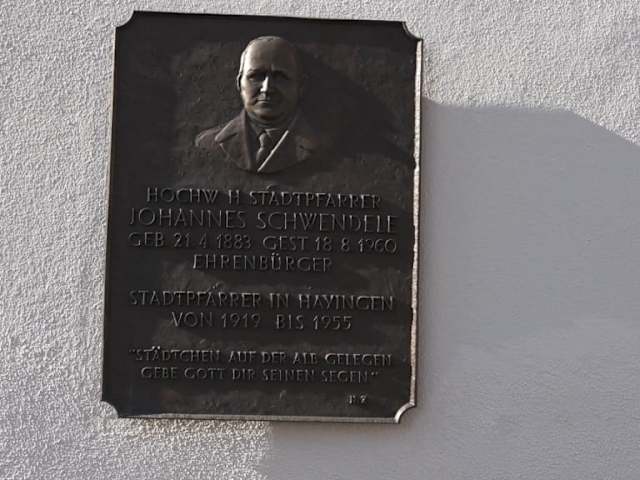 HOCHW H STADTPFARRER
JOHANNES SCHWENDELE
GEB. 21.4.1883 GEST 18.8.1960
EHRENBÜRGER
STADTPFARRER IN HAYINGEN
VON 1919 BIS 1955
"STÄDTCHEN AUF DER ALB GELEGEN
GEBE GOTT DIR SEINEN SEGEN"